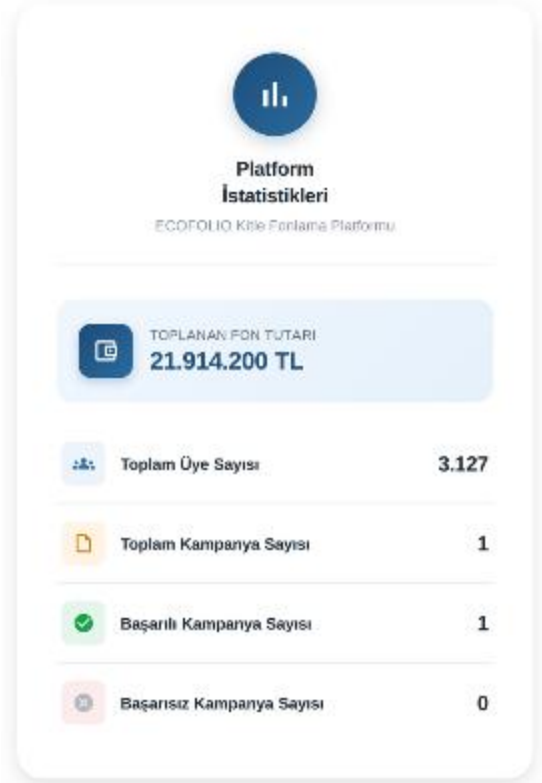 Platform
İstatistikleri
ECOFOLIO Kitle Fonlama Platformu
TOPLANAN FON TUTARI
21.914.200 TL
Toplam Üye Sayısı 3.127
Toplam Kampanya Sayısı 1
Başarılı Kampanya Sayısı 1
Başarısız Kampanya Sayısı 0